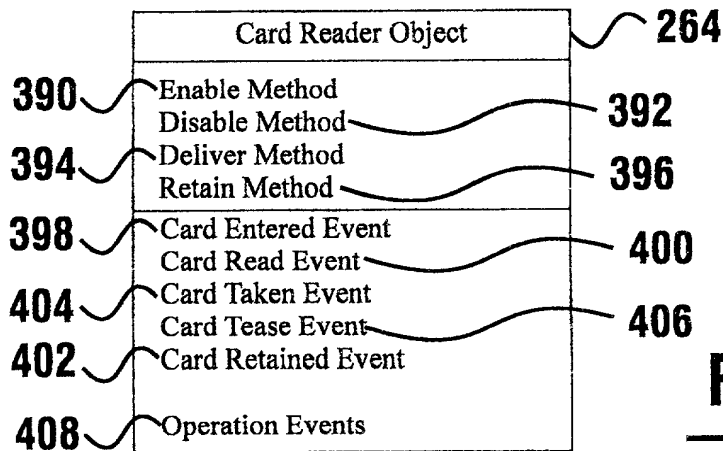 Card Reader Object 264
390 Enable Method
Disable Method 392
394 Deliver Method
Retain Method 396
398 Card Entered Event
Card Read Event 400
404 Card Taken Event
Card Tease Event 406
402 Card Retained Event
408 Operation Events